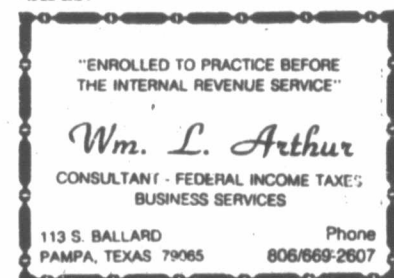 "ENROLLED TO PRACTICE BEFORE
THE INTERNAL REVENUE SERVICE"
Wm. L. Arthur
CONSULTANT - FEDERAL INCOME TAXES
BUSINESS SERVICES
113 S. BALLARD
PAMPA, TEXAS 79065
Phone
806/669-2607